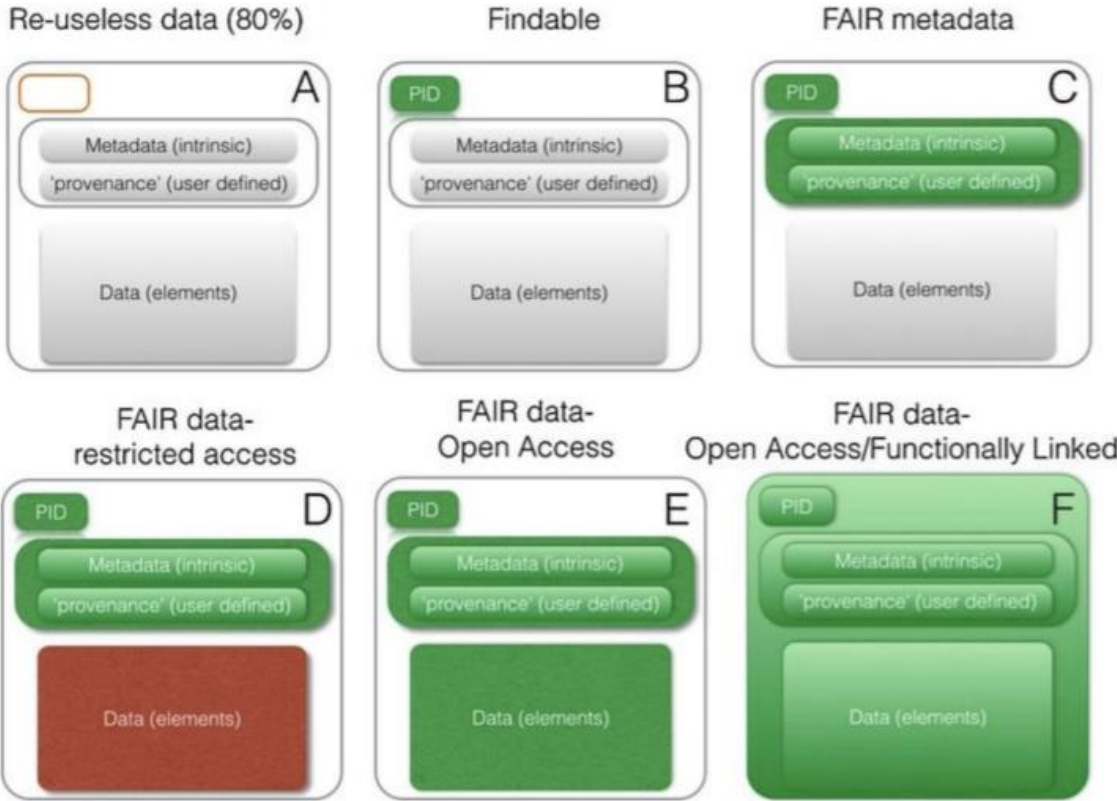 Re-useless data (80%)
A
Metadata (intrinsic)
'provenance' (user defined)
Data (elements)
Findable
PID
B
Metadata (intrinsic)
'provenance' (user defined)
Data (elements)
FAIR metadata
PID
C
Metadata (intrinsic)
'provenance' (user defined)
Data (elements)
FAIR data-
restricted access
PID
D
Metadata (intrinsic)
'provenance' (user defined)
Data (elements)
FAIR data-
Open Access
PID
E
Metadata (intrinsic)
'provenance' (user defined)
Data (elements)
FAIR data-
Open Access/Functionally Linked
PID
F
Metadata (intrinsic)
'provenance' (user defined)
Data (elements)